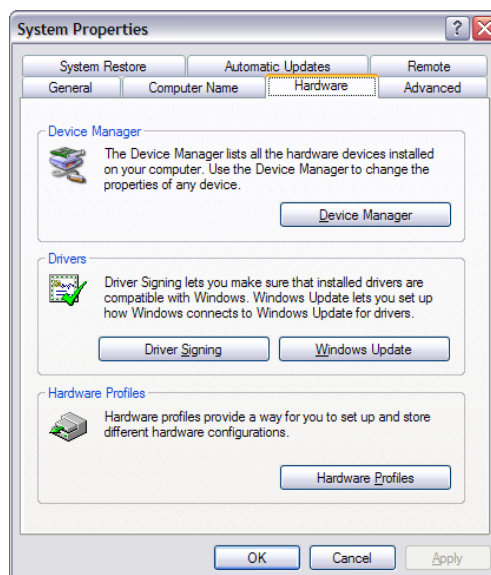 System Properties
System Restore Automatic Updates Remote
General Computer Name Hardware Advanced
Device Manager
The Device Manager lists all the hardware devices installed
on your computer. Use the Device Manager to change the
properties of any device.
Device Manager
Drivers
Driver Signing lets you make sure that installed drivers are
compatible with Windows. Windows Update lets you set up
how Windows connects to Windows Update for drivers.
Driver Signing Windows Update
Hardware Profiles
Hardware profiles provide a way for you to set up and store
different hardware configurations.
Hardware Profiles
OK Cancel Apply